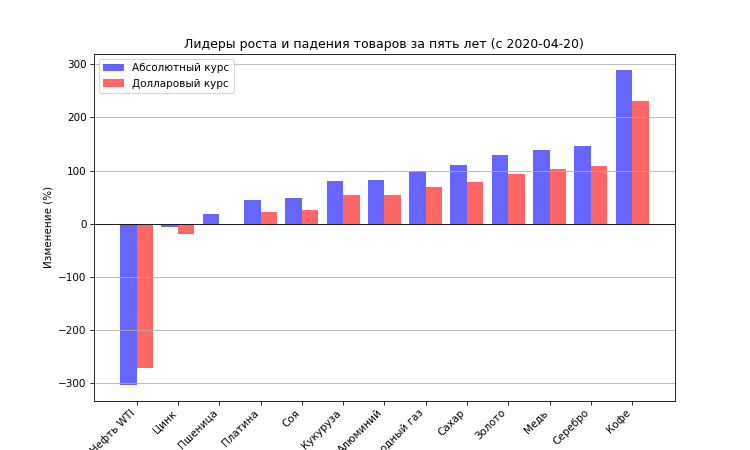 Лидеры роста и падения товаров за пять лет (с 2020-04-20)
Абсолютный курс
Долларовый курс
Изменение (%)
300
200
100
0
−100
−200
−300
Нефть WTI
Цинк
Пшеница
Платина
Соя
Кукуруза
Алюминий
одный газ
Сахар
Золото
Медь
Серебро
Кофе